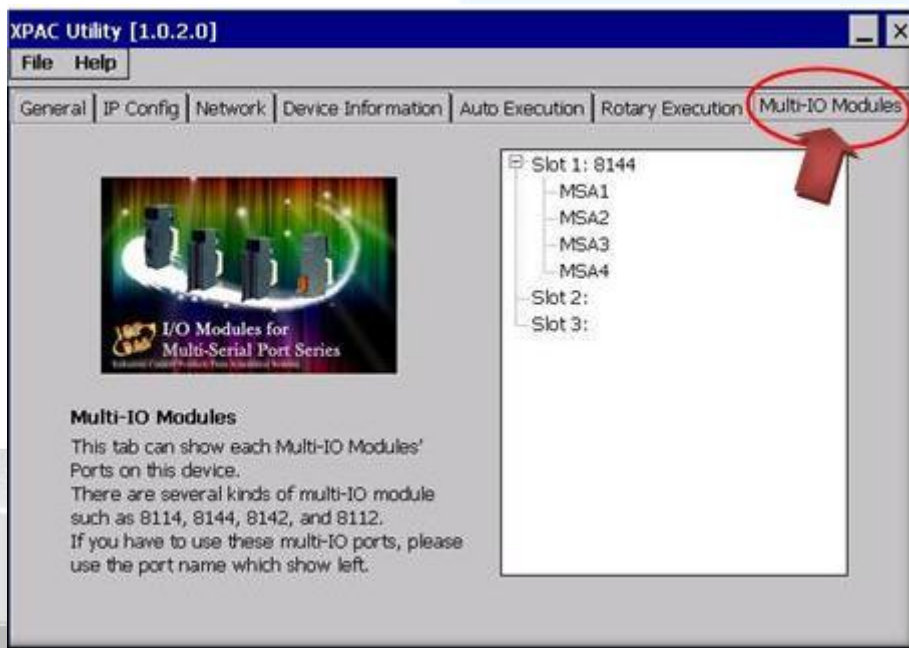 XPAC Utility [1.0.2.0]
File Help
General IP Config Network Device Information Auto Execution Rotary Execution Multi-IO Modules
I/O Modules for
Multi-Serial Port Series
Multi-IO Modules
This tab can show each Multi-IO Modules'
Ports on this device.
There are several kinds of multi-IO module
such as 8114, 8144, 8142, and 8112.
If you have to use these multi-IO ports, please
use the port name which show left.
Slot 1: 8144
MSA1
MSA2
MSA3
MSA4
Slot 2:
Slot 3: